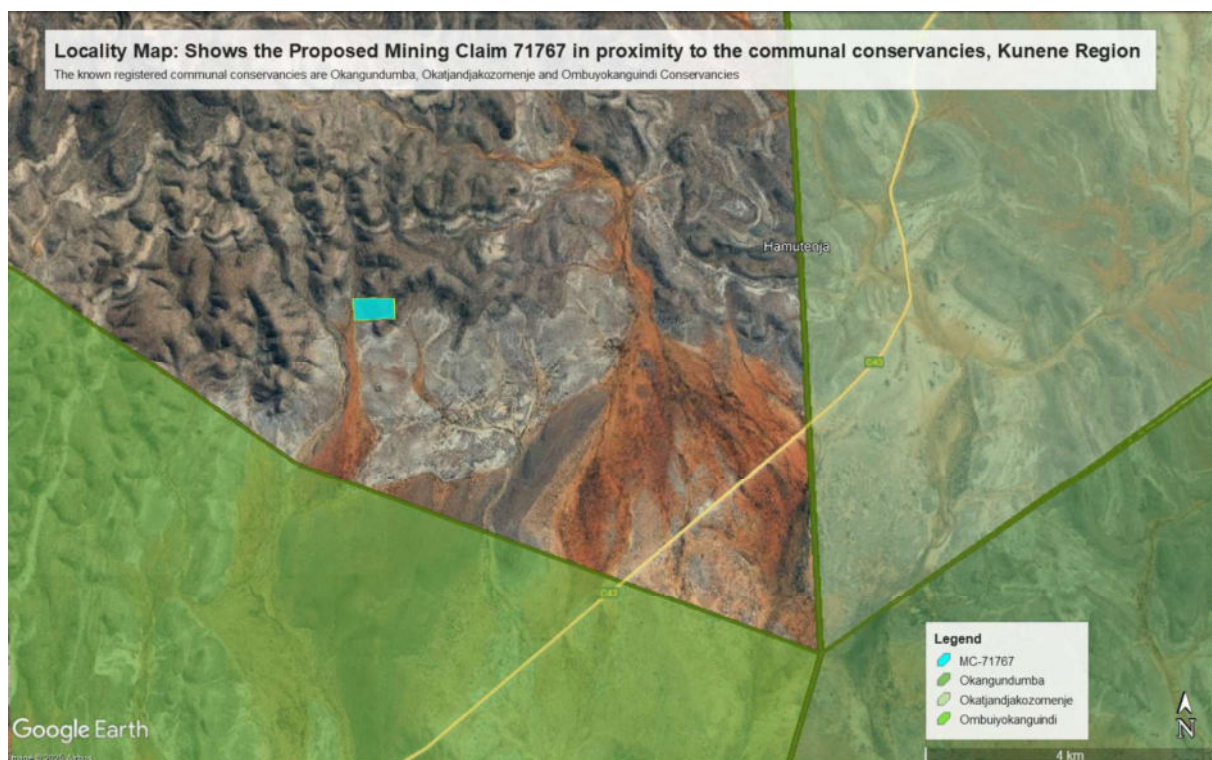 Locality Map: Shows the Proposed Mining Claim 71767 in proximity to the communal conservancies, Kunene Region
The known registered communal conservancies are Okangundumba, Okatjandjakozomenje and Ombuyokanguindi Conservancies
Hamutenja
C43
C43
Legend
MC-71767
Okangundumba
Okatjandjakozomenje
Ombuiyokanguindi
Google Earth
N
4 km